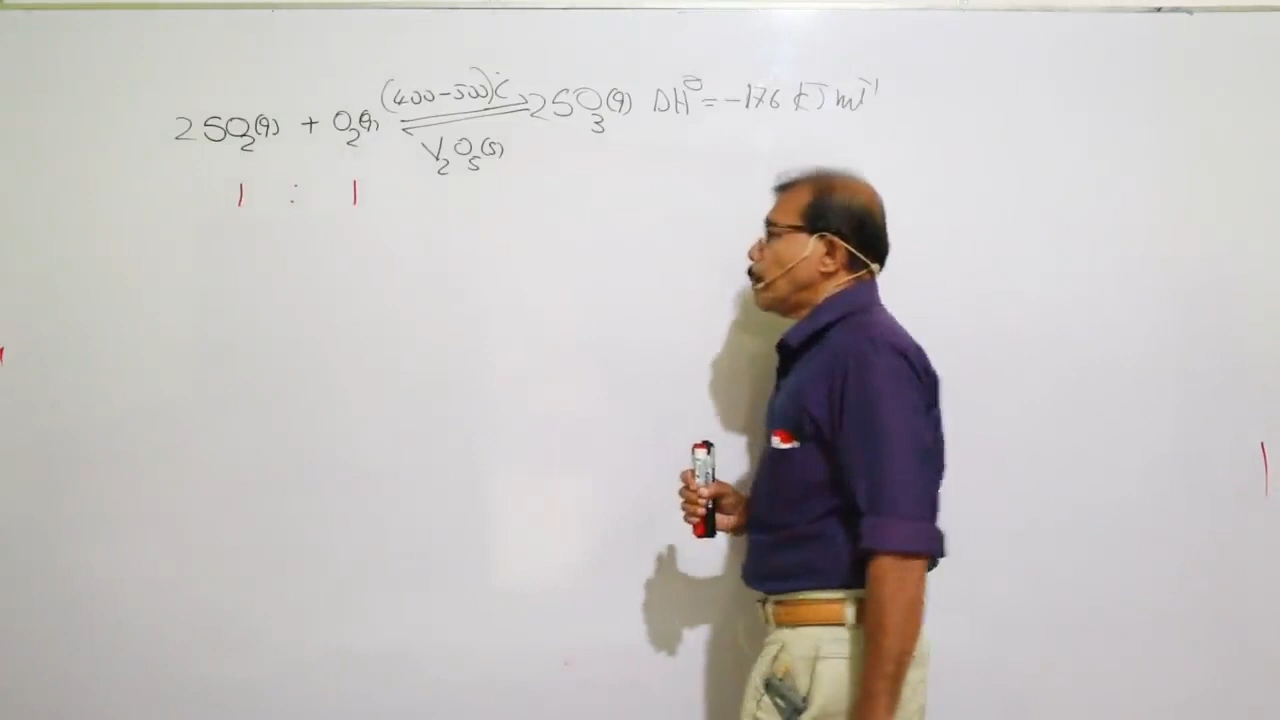 2SO₂(g) + O₂(g) (400-500)°C ⇌ V₂O₅(s) 2SO₃(g) ΔH° = -176 kJ mol⁻¹
1 : 1